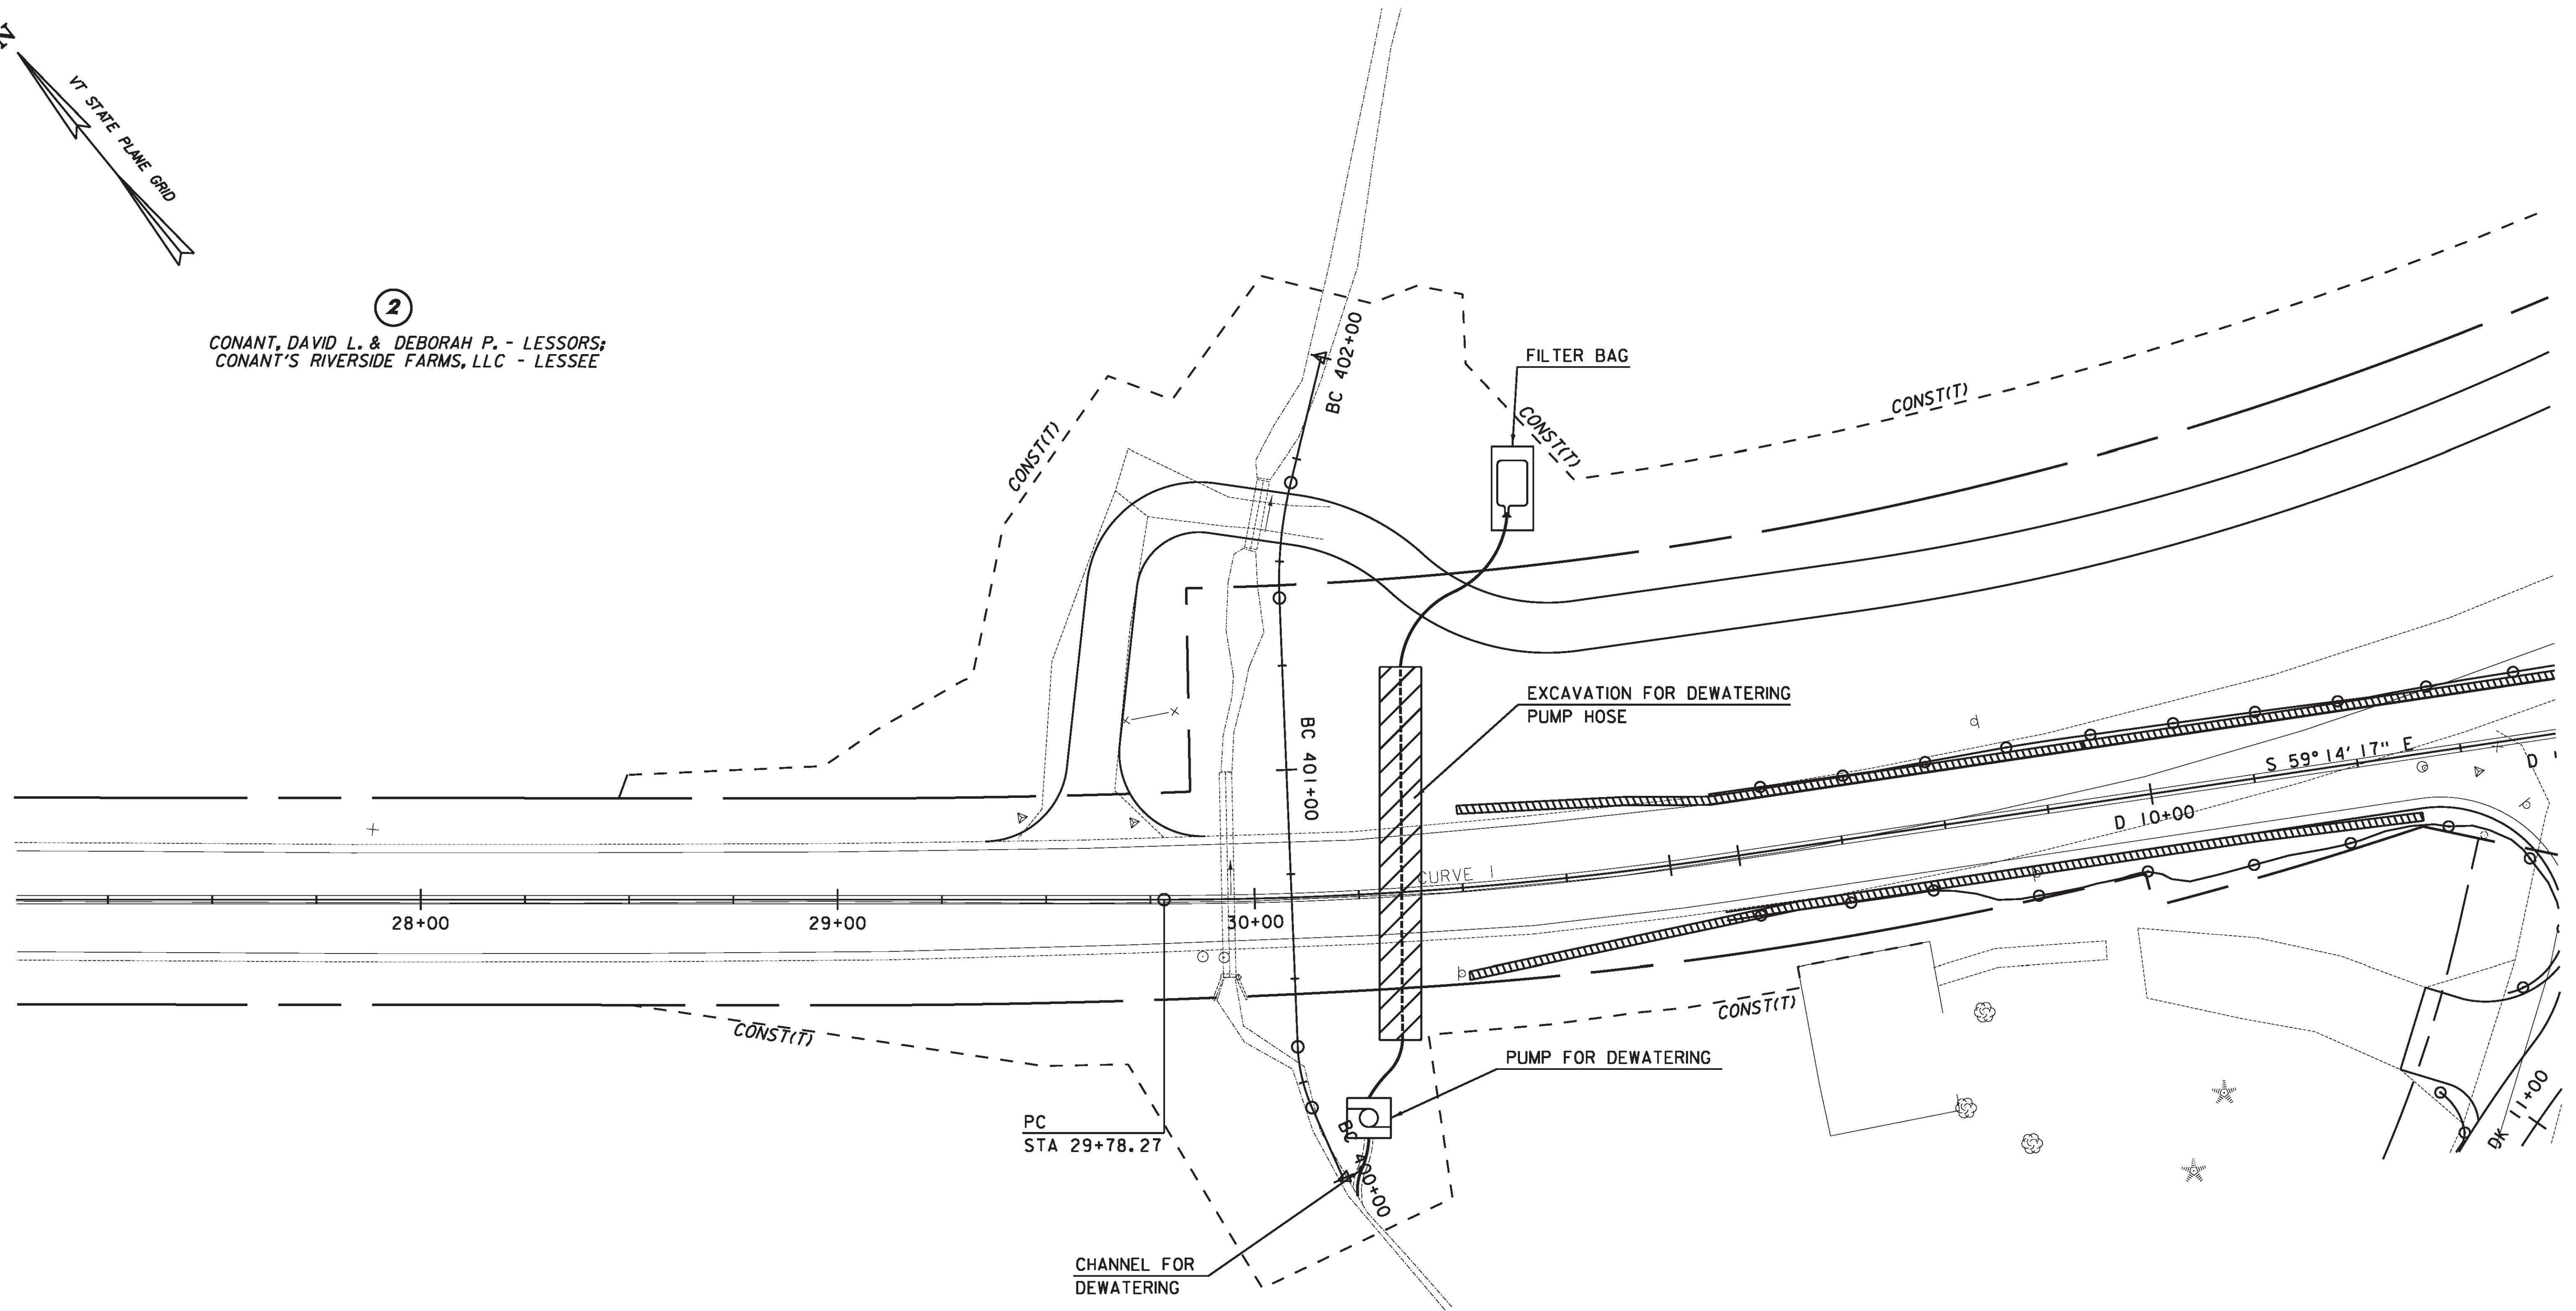 N
VT STATE PLANE GRID
2
CONANT, DAVID L. & DEBORAH P. - LESSORS;
CONANT'S RIVERSIDE FARMS, LLC - LESSEE
BC 402+00
FILTER BAG
CONST(T)
CONST(T)
CONST(T)
EXCAVATION FOR DEWATERING
PUMP HOSE
BC 401+00
S 59° 14' 17" E
D
D 10+00
CURVE 1
28+00
29+00
30+00
CONST(T)
CONST(T)
PUMP FOR DEWATERING
PC
STA 29+78.27
BC 400+00
DK 11+00
CHANNEL FOR
DEWATERING